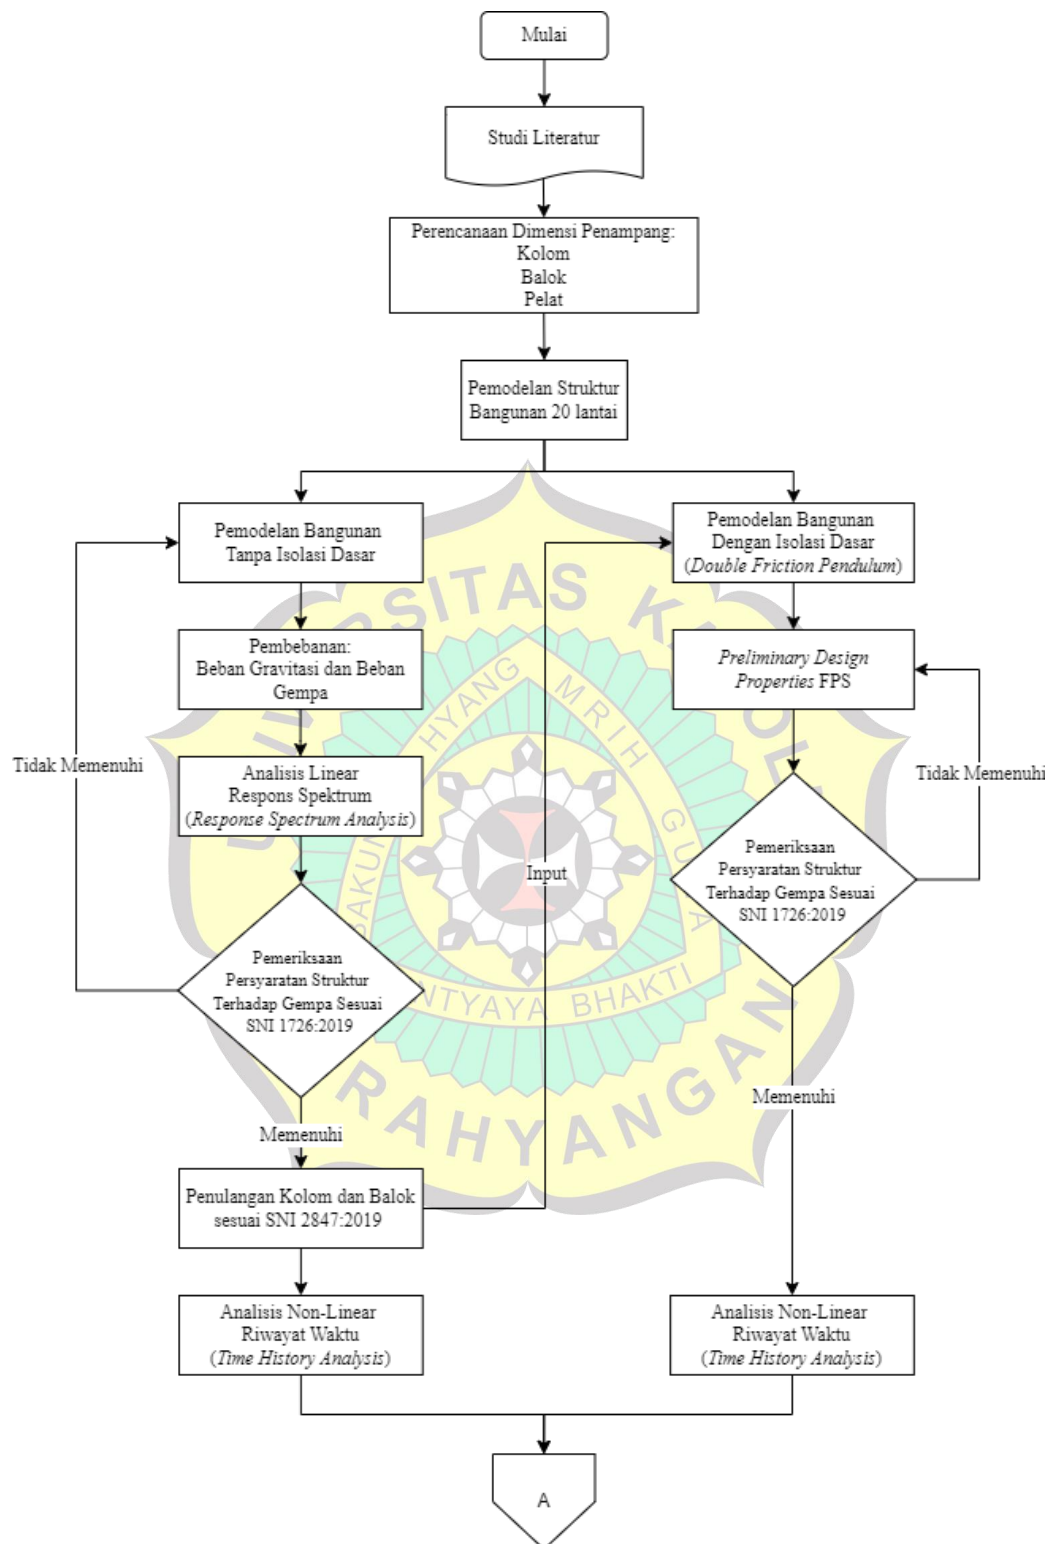 Mulai
Studi Literatur
Perencanaan Dimensi Penampang:
Kolom
Balok
Pelat
Pemodelan Struktur
Bangunan 20 lantai
Pemodelan Bangunan
Tanpa Isolasi Dasar
Pembebanan:
Beban Gravitasi dan Beban
Gempa
Tidak Memenuhi
Analisis Linear
Respons Spektrum
(Response Spectrum Analysis)
Pemeriksaan
Persyaratan Struktur
Terhadap Gempa Sesuai
SNI 1726:2019
Memenuhi
Penulangan Kolom dan Balok
sesuai SNI 2847:2019
Analisis Non-Linear
Riwayat Waktu
(Time History Analysis)
Input
Pemodelan Bangunan
Dengan Isolasi Dasar
(Double Friction Pendulum)
Preliminary Design
Properties FPS
Tidak Memenuhi
Pemeriksaan
Persyaratan Struktur
Terhadap Gempa Sesuai
SNI 1726:2019
Memenuhi
Analisis Non-Linear
Riwayat Waktu
(Time History Analysis)
A
RAHYANGAN
HYANG MRIH
BHAKTI